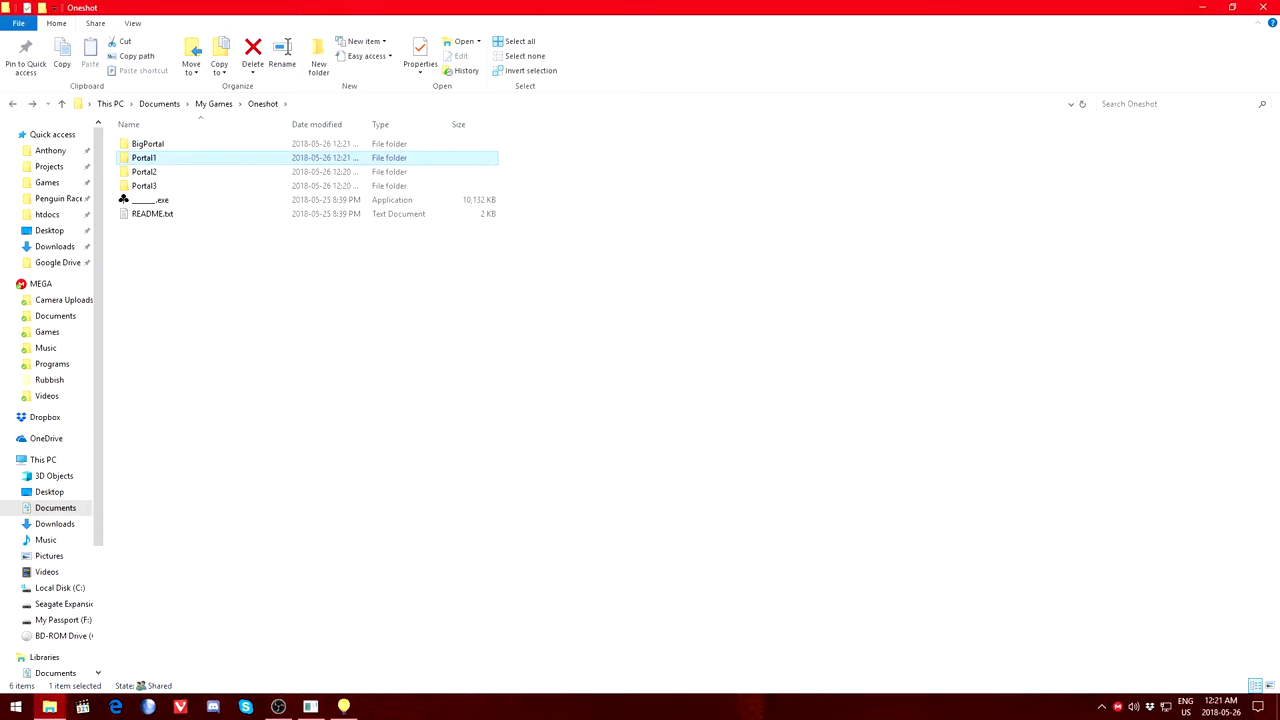 Oneshot
File Home Share View
Pin to Quick access
Copy
Paste
Cut
Copy path
Paste shortcut
Clipboard
Move to
Copy to
Delete
Rename
Organize
New folder
New item
Easy access
New
Properties
Open
Edit
History
Open
Select all
Select none
Invert selection
Select
This PC > Documents > My Games > Oneshot >
Search Oneshot
Name Date modified Type Size
BigPortal 2018-05-26 12:21 ... File folder
Portal1 2018-05-26 12:21 ... File folder
Portal2 2018-05-26 12:20 ... File folder
Portal3 2018-05-26 12:20 ... File folder
______.exe 2018-05-25 8:39 PM Application 10,132 KB
README.txt 2018-05-25 8:39 PM Text Document 2 KB
Quick access
Anthony
Projects
Games
Penguin Race
htdocs
Desktop
Downloads
Google Drive
MEGA
Camera Uploads
Documents
Games
Music
Programs
Rubbish
Videos
Dropbox
OneDrive
This PC
3D Objects
Desktop
Documents
Downloads
Music
Pictures
Videos
Local Disk (C:)
Seagate Expansi
My Passport (F:)
BD-ROM Drive (
Libraries
Documents
6 items 1 item selected State: Shared
ENG
US
12:21 AM
2018-05-26